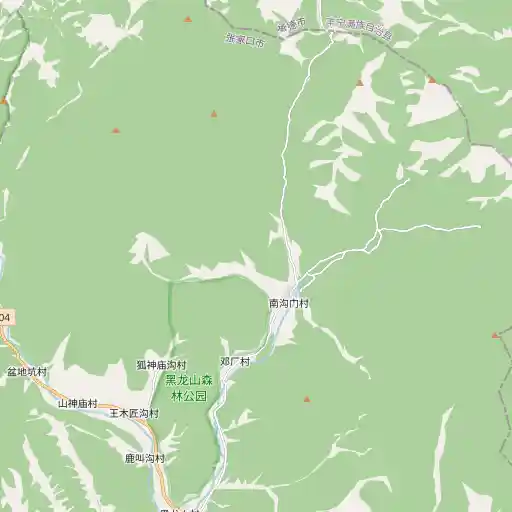 承德市
丰宁满族自治县
张家口市
南沟门村
04
狐神庙沟村
邓厂村
盆地坑村
黑龙山森
林公园
山神庙村
王木匠沟村
鹿叫沟村